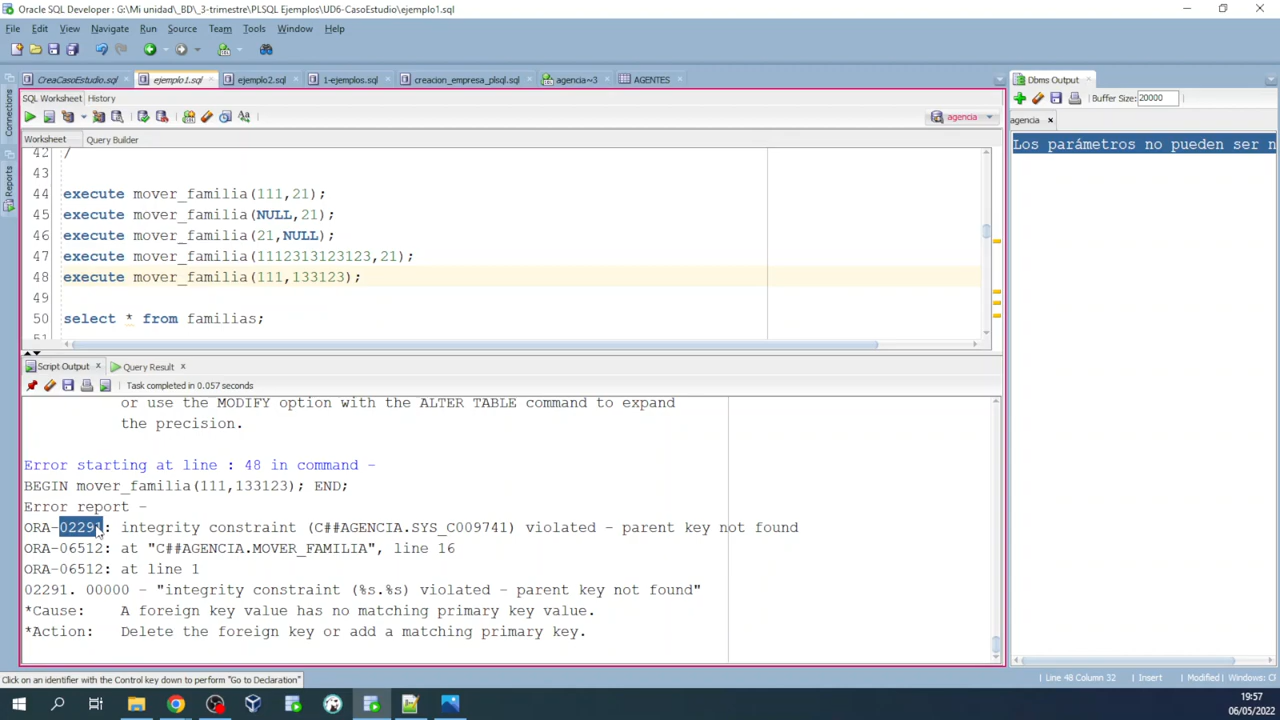 Oracle SQL Developer : G:\Mi unidad\_BD\_3-trimestre\PLSQL Ejemplos\UD6-CasoEstudio\ejemplo1.sql
File Edit View Navigate Run Source Team Tools Window Help
CreaCasoEstudio.sql ejemplo1.sql ejemplo2.sql 1-ejemplos.sql creacion_empresa_plsql.sql agencia~3 AGENTES
Dbms Output
SQL Worksheet History
Buffer Size: 20000
agencia
agencia
Worksheet Query Builder
Connections
Reports
Los parámetros no pueden ser n
42 /
43
44 execute mover_familia(111,21);
45 execute mover_familia(NULL,21);
46 execute mover_familia(21,NULL);
47 execute mover_familia(1112313123123,21);
48 execute mover_familia(111,133123);
49
50 select * from familias;
51
Script Output Query Result
Task completed in 0.057 seconds
or use the MODIFY option with the ALTER TABLE command to expand
the precision.
Error starting at line : 48 in command -
BEGIN mover_familia(111,133123); END;
Error report -
ORA-02291: integrity constraint (C##AGENCIA.SYS_C009741) violated - parent key not found
ORA-06512: at "C##AGENCIA.MOVER_FAMILIA", line 16
ORA-06512: at line 1
02291. 00000 - "integrity constraint (%s.%s) violated - parent key not found"
*Cause: A foreign key value has no matching primary key value.
*Action: Delete the foreign key or add a matching primary key.
Click on an identifier with the Control key down to perform "Go to Declaration"
Line 48 Column 32 Insert Modified Windows: CF
19:57
06/05/2022